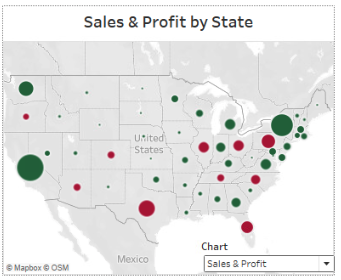 Sales & Profit by State
United
States
Mexico
Chart
© Mapbox © OSM
Sales & Profit